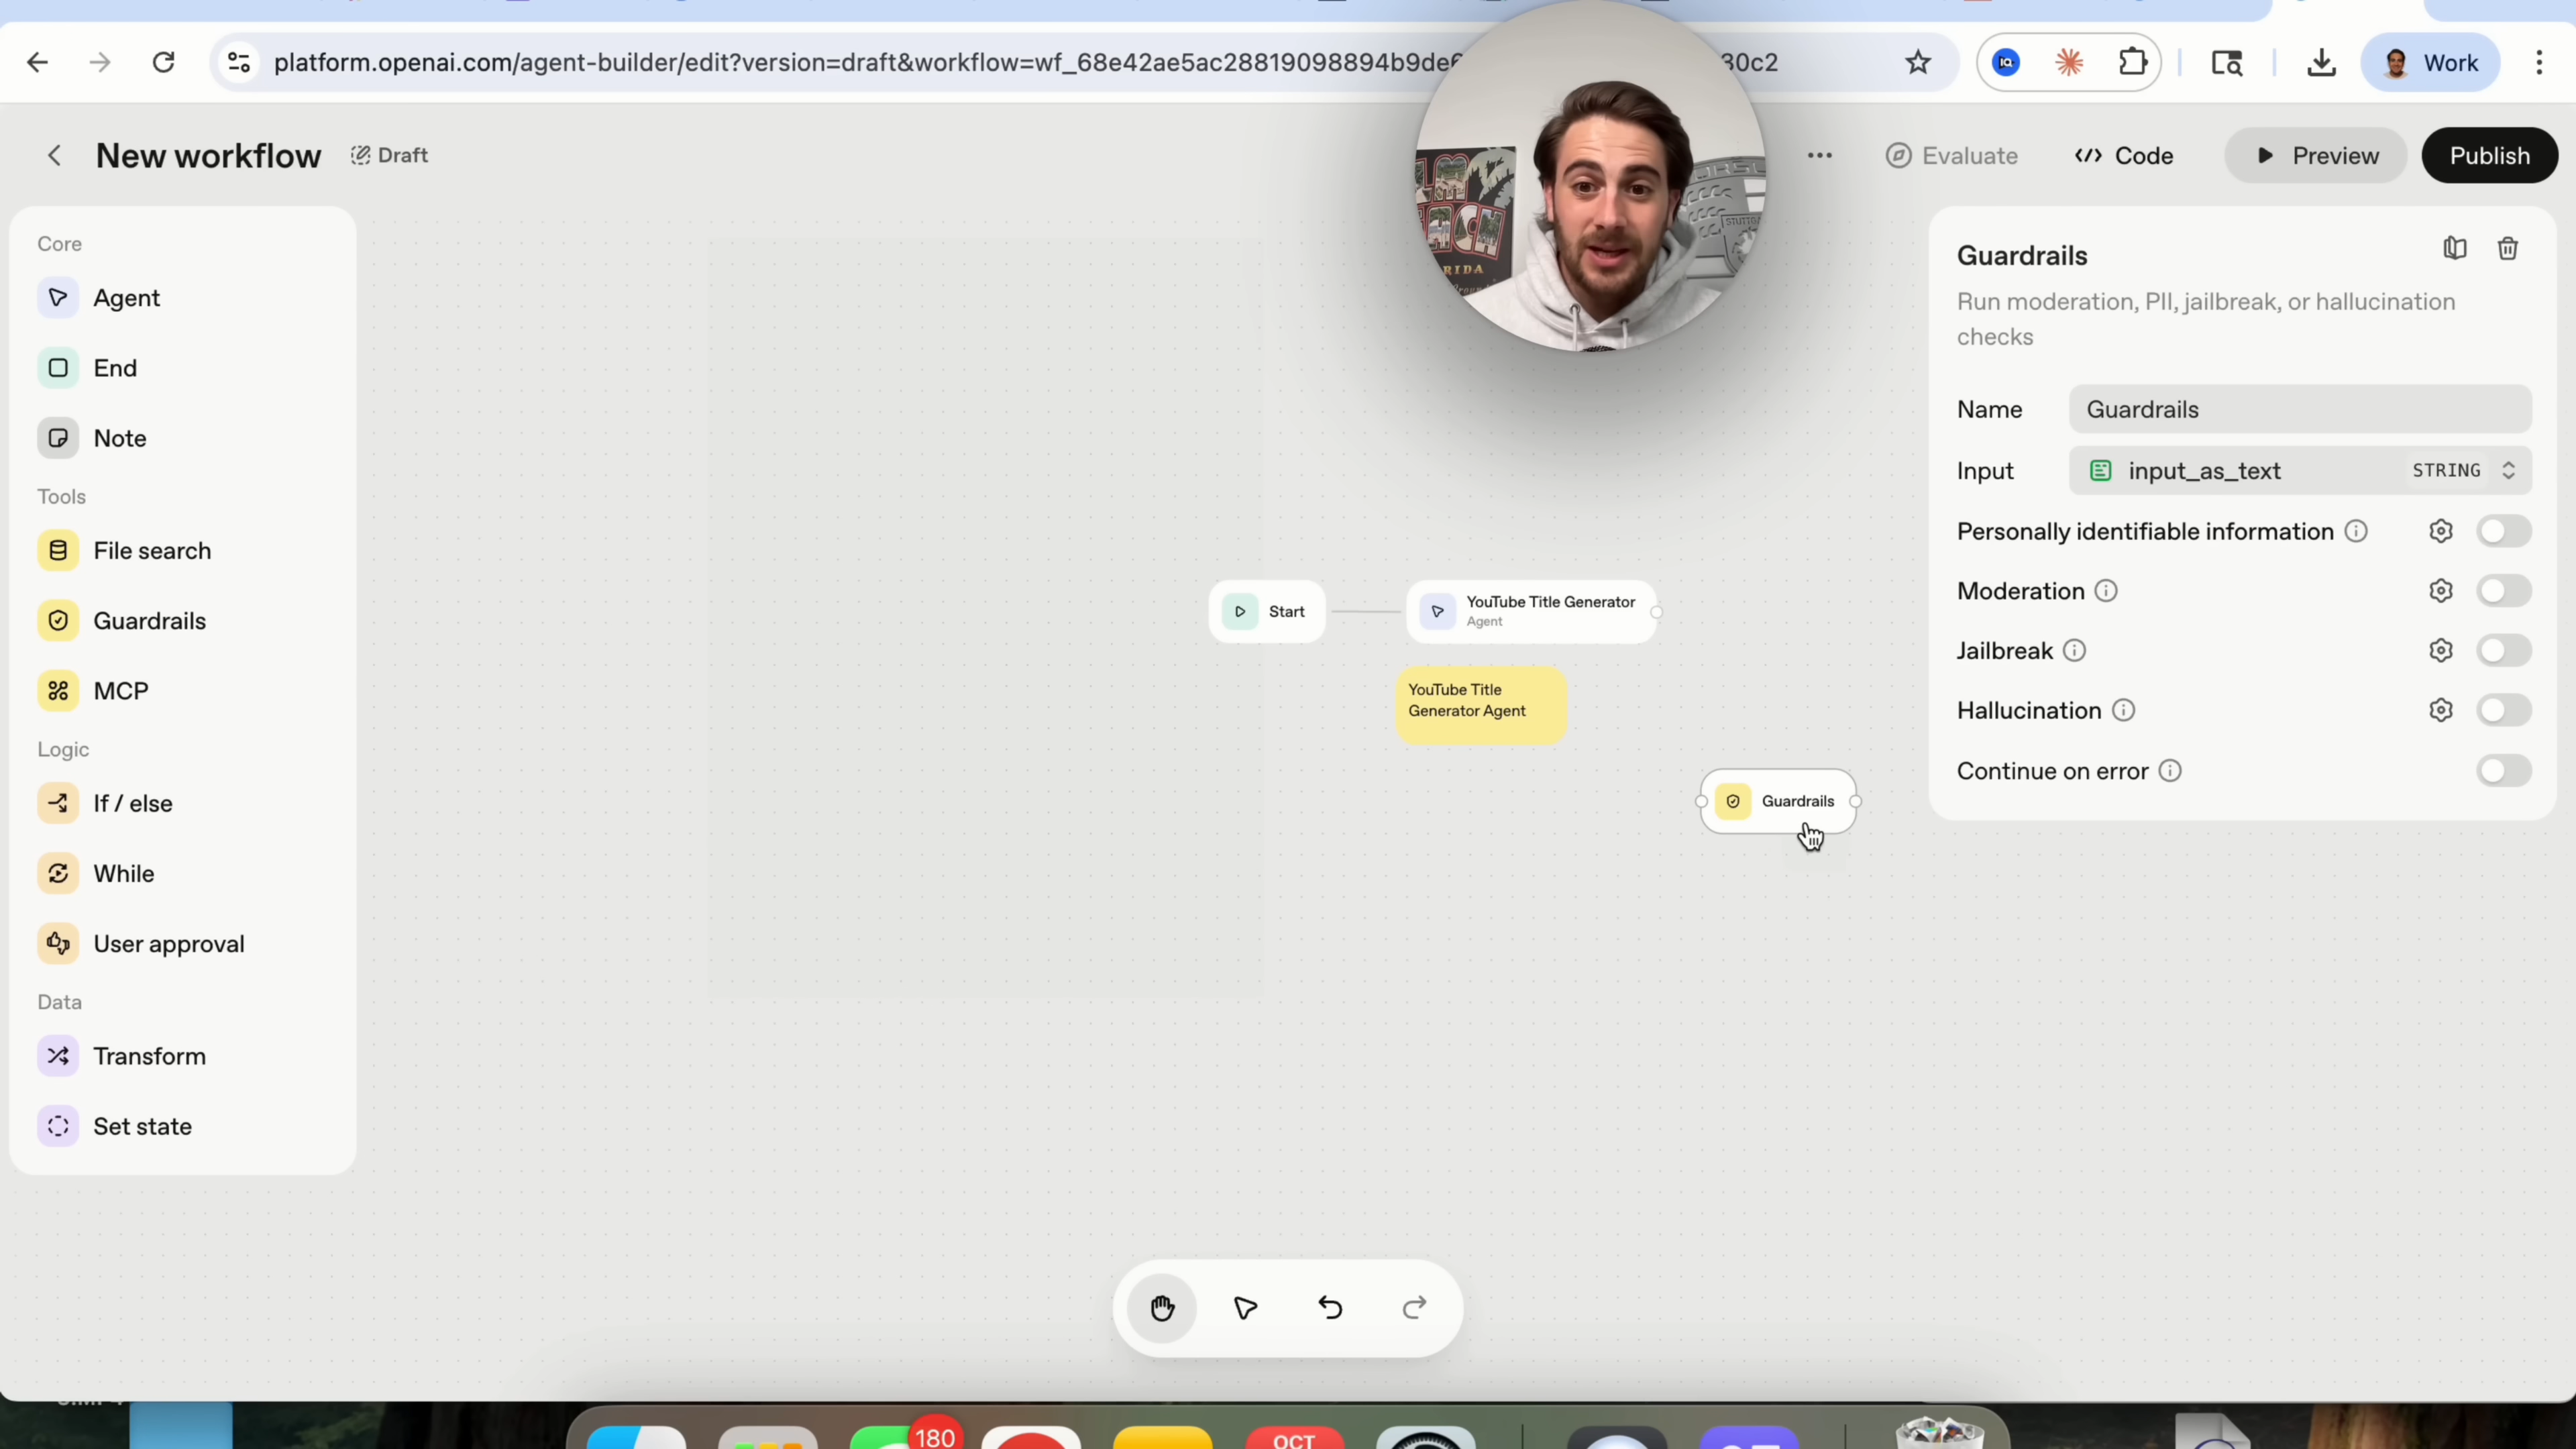 platform.openai.com/agent-builder/edit?version=draft&workflow=wf_68e42ae5ac28819098894b9de
30c2
Work
New workflow
Draft
Evaluate
Code
Preview
Publish
Core
Agent
End
Note
Tools
File search
Guardrails
MCP
Logic
If / else
While
User approval
Data
Transform
Set state
RIDA
Start
YouTube Title Generator
Agent
YouTube Title
Generator Agent
Guardrails
Guardrails
Run moderation, PII, jailbreak, or hallucination
checks
Name
Guardrails
Input
input_as_text
STRING
Personally identifiable information
Moderation
Jailbreak
Hallucination
Continue on error
180
OCT